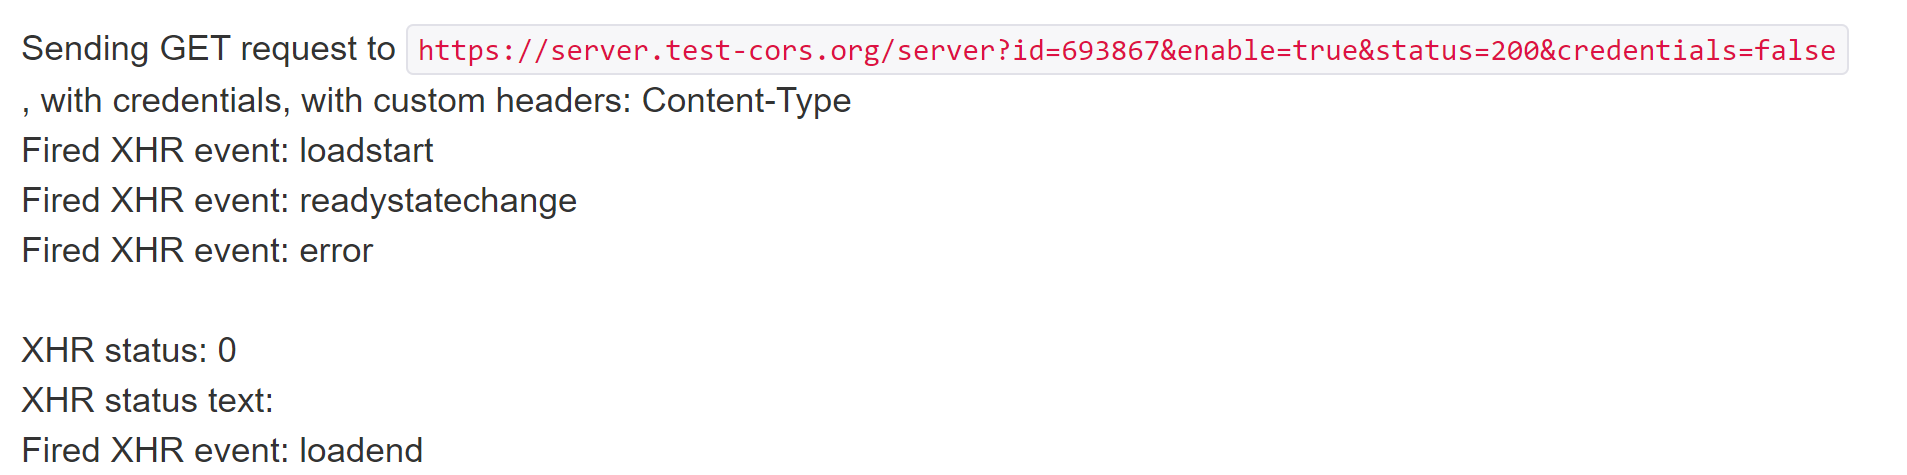 Sending GET request to https://server.test-cors.org/server?id=693867&enable=true&status=200&credentials=false
, with credentials, with custom headers: Content-Type
Fired XHR event: loadstart
Fired XHR event: readystatechange
Fired XHR event: error
XHR status: 0
XHR status text:
Fired XHR event: loadend